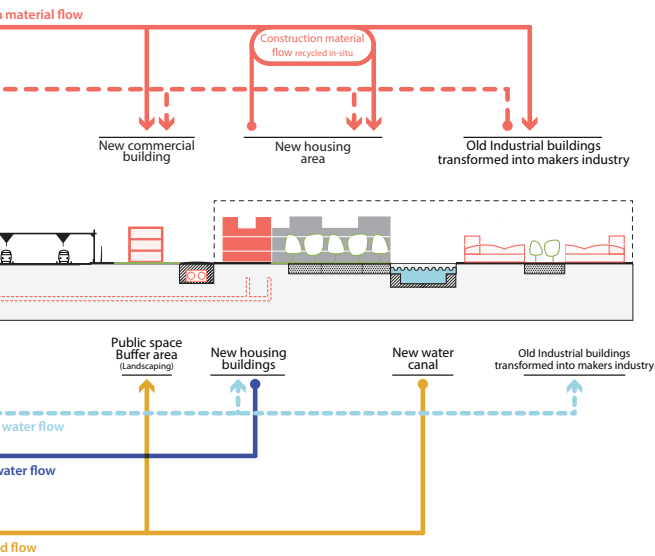 material flow
Construction material
flow recycled in-situ
New commercial
building
New housing
area
Old Industrial buildings
transformed into makers industry
Public space
Buffer area
(Landscaping)
New housing
buildings
New water
canal
Old Industrial buildings
transformed into makers industry
water flow
water flow
flow